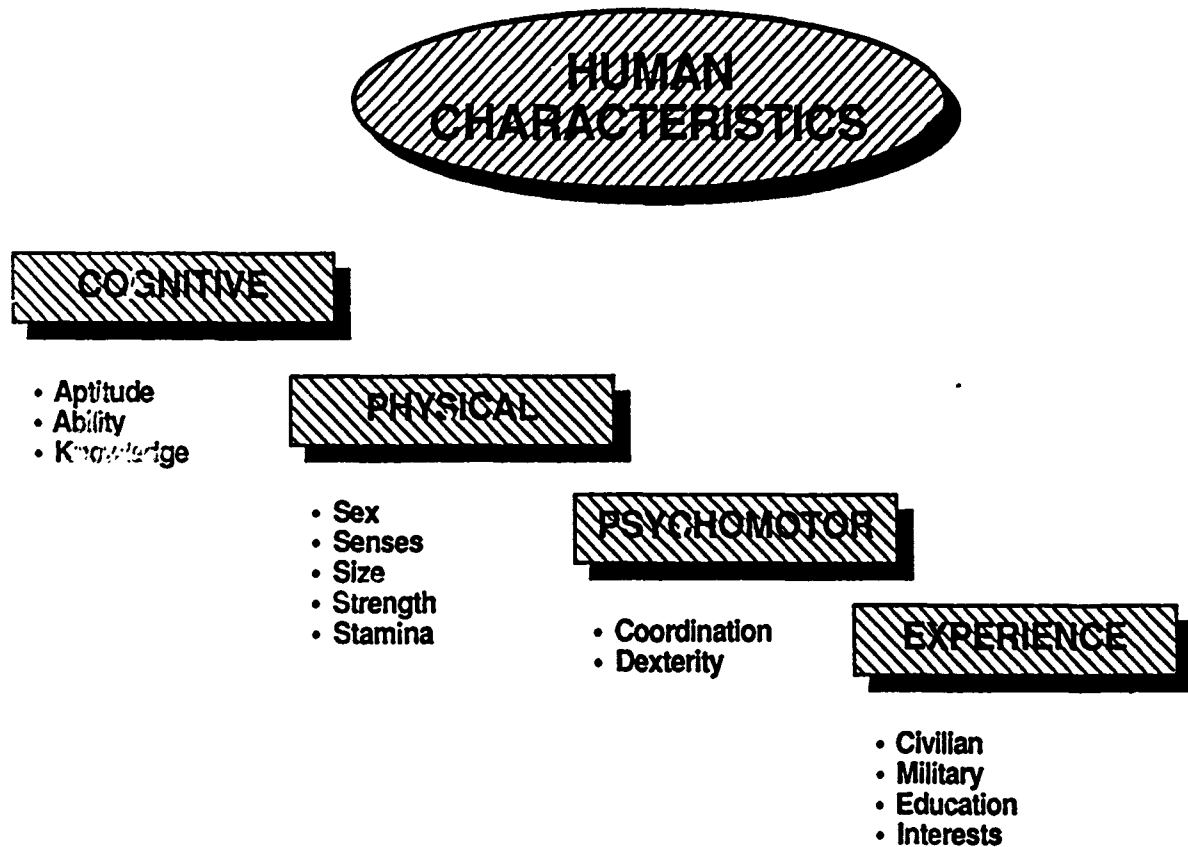 HUMAN
CHARACTERISTICS
COGNITIVE
• Aptitude
• Ability
• Knowledge
PHYSICAL
• Sex
• Senses
• Size
• Strength
• Stamina
PSYCHOMOTOR
• Coordination
• Dexterity
EXPERIENCE
• Civilian
• Military
• Education
• Interests